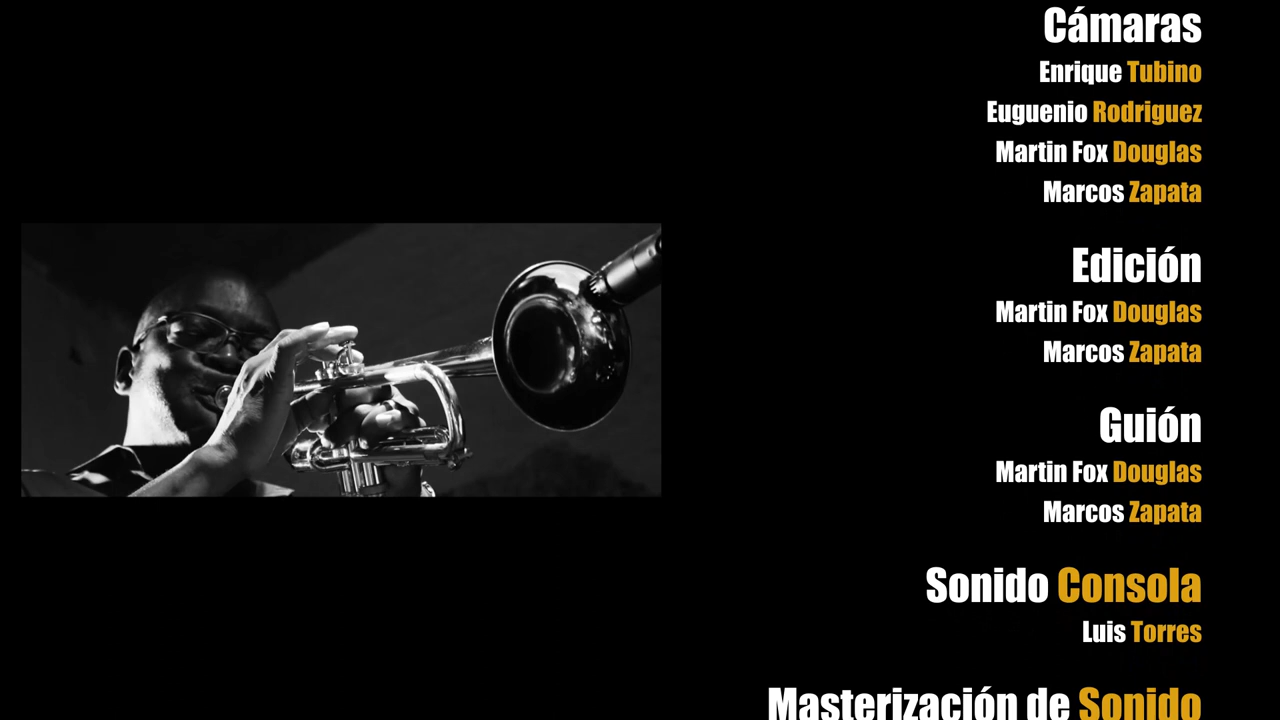 Cámaras
Enrique Tubino
Euguenio Rodriguez
Martin Fox Douglas
Marcos Zapata
Edición
Martin Fox Douglas
Marcos Zapata
Guión
Martin Fox Douglas
Marcos Zapata
Sonido Consola
Luis Torres
Masterización de Sonido